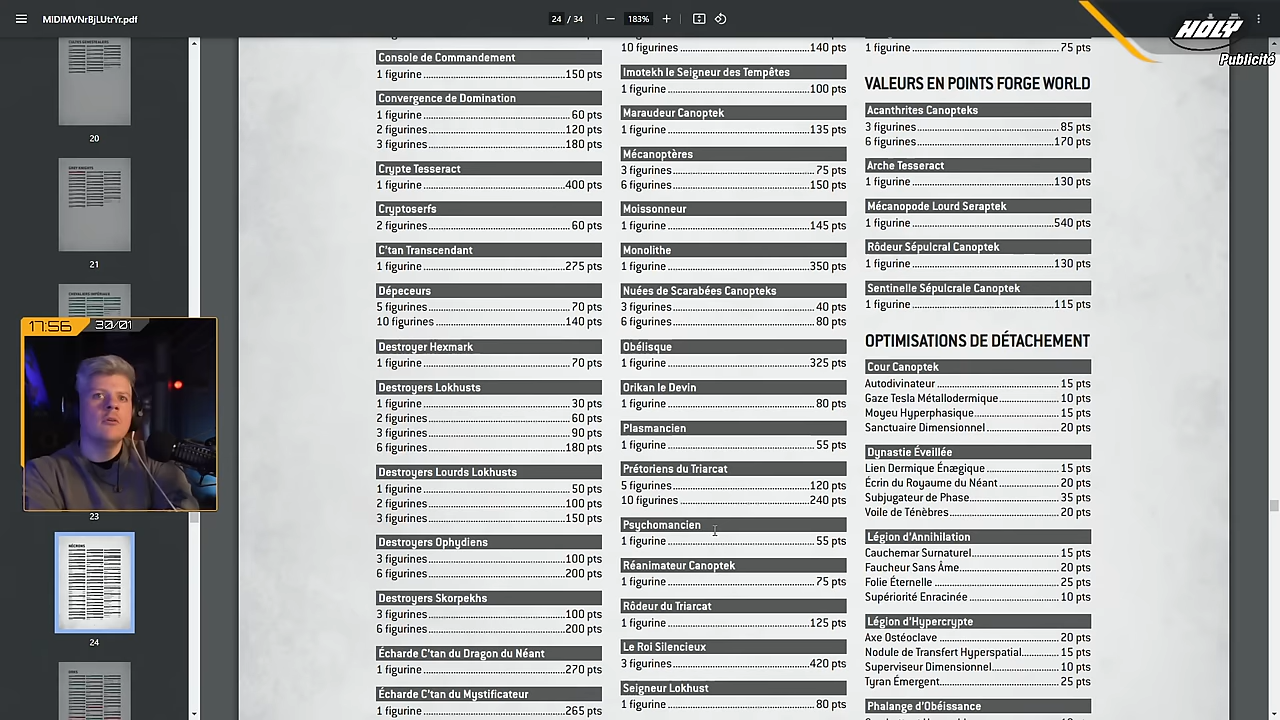 MIDlMVNrBjLUtrYr.pdf
24 / 34
183%
HOLY
Publicité
20
21
17:56 30/01
23
24
Console de Commandement
1 figurine 150 pts
Convergence de Domination
1 figurine 60 pts
2 figurines 120 pts
3 figurines 180 pts
Crypte Tesseract
1 figurine 400 pts
Cryptoserfs
2 figurines 60 pts
C'tan Transcendant
1 figurine 275 pts
Dépeceurs
5 figurines 70 pts
10 figurines 140 pts
Destroyer Hexmark
1 figurine 70 pts
Destroyers Lokhusts
1 figurine 30 pts
2 figurines 60 pts
3 figurines 90 pts
6 figurines 180 pts
Destroyers Lourds Lokhusts
1 figurine 50 pts
2 figurines 100 pts
3 figurines 150 pts
Destroyers Ophydiens
3 figurines 100 pts
6 figurines 200 pts
Destroyers Skorpekhs
3 figurines 100 pts
6 figurines 200 pts
Écharde C'tan du Dragon du Néant
1 figurine 270 pts
Écharde C'tan du Mystificateur
1 figurine 265 pts
10 figurines 140 pts
Imotekh le Seigneur des Tempêtes
1 figurine 100 pts
Maraudeur Canoptek
1 figurine 135 pts
Mécanoptères
3 figurines 75 pts
6 figurines 150 pts
Moissonneur
1 figurine 145 pts
Monolithe
1 figurine 350 pts
Nuées de Scarabées Canopteks
3 figurines 40 pts
6 figurines 80 pts
Obélisque
1 figurine 325 pts
Orikan le Devin
1 figurine 80 pts
Plasmancien
1 figurine 55 pts
Prétoriens du Triarcat
5 figurines 120 pts
10 figurines 240 pts
Psychomancien
1 figurine 55 pts
Réanimateur Canoptek
1 figurine 75 pts
Rôdeur du Triarcat
1 figurine 125 pts
Le Roi Silencieux
3 figurines 420 pts
Seigneur Lokhust
1 figurine 80 pts
1 figurine 75 pts
VALEURS EN POINTS FORGE WORLD
Acanthrites Canopteks
3 figurines 85 pts
6 figurines 170 pts
Arche Tesseract
1 figurine 130 pts
Mécanopode Lourd Seraptek
1 figurine 540 pts
Rôdeur Sépulcral Canoptek
1 figurine 130 pts
Sentinelle Sépulcrale Canoptek
1 figurine 115 pts
OPTIMISATIONS DE DÉTACHEMENT
Cour Canoptek
Autodivinateur 15 pts
Gaze Tesla Métallodermique 10 pts
Moyeu Hyperphasique 15 pts
Sanctuaire Dimensionnel 20 pts
Dynastie Éveillée
Lien Dermique Énægique 15 pts
Écrin du Royaume du Néant 20 pts
Subjugateur de Phase 35 pts
Voile de Ténèbres 20 pts
Légion d'Annihilation
Cauchemar Surnaturel 15 pts
Faucheur Sans Âme 20 pts
Folie Éternelle 25 pts
Supériorité Enracinée 10 pts
Légion d'Hypercrypte
Axe Ostéoclave 20 pts
Nodule de Transfert Hyperspatial 15 pts
Superviseur Dimensionnel 10 pts
Tyran Émergent 25 pts
Phalange d'Obéissance